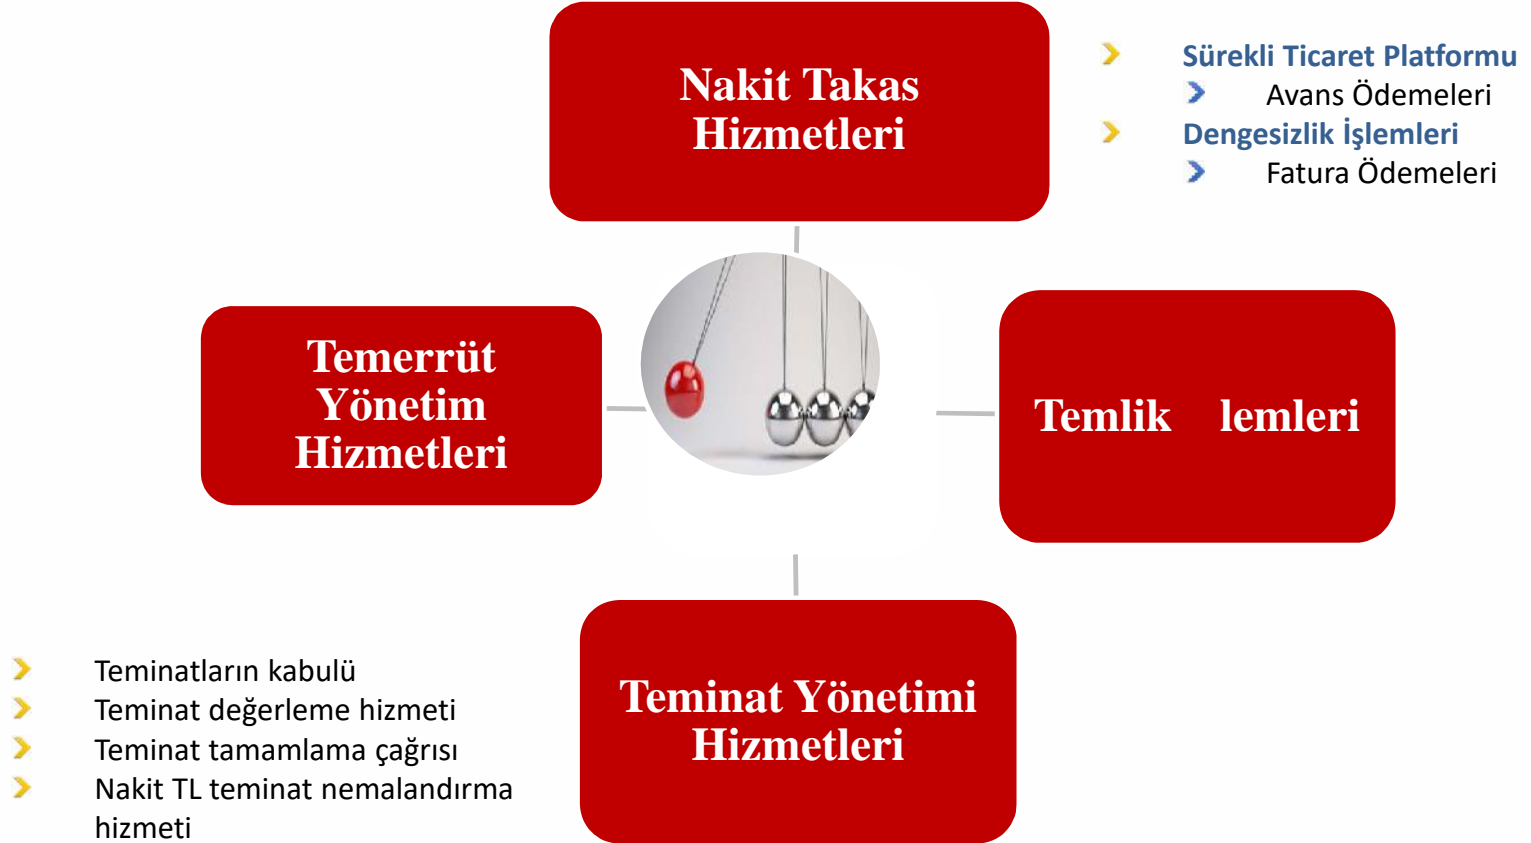 Nakit Takas
Hizmetleri
Sürekli Ticaret Platformu
Avans Ödemeleri
Dengesizlik İşlemleri
Fatura Ödemeleri
Temerrüt
Yönetim
Hizmetleri
Temlik lemleri
Teminat Yönetimi
Hizmetleri
Teminatların kabulü
Teminat değerleme hizmeti
Teminat tamamlama çağrısı
Nakit TL teminat nemalandırma
hizmeti